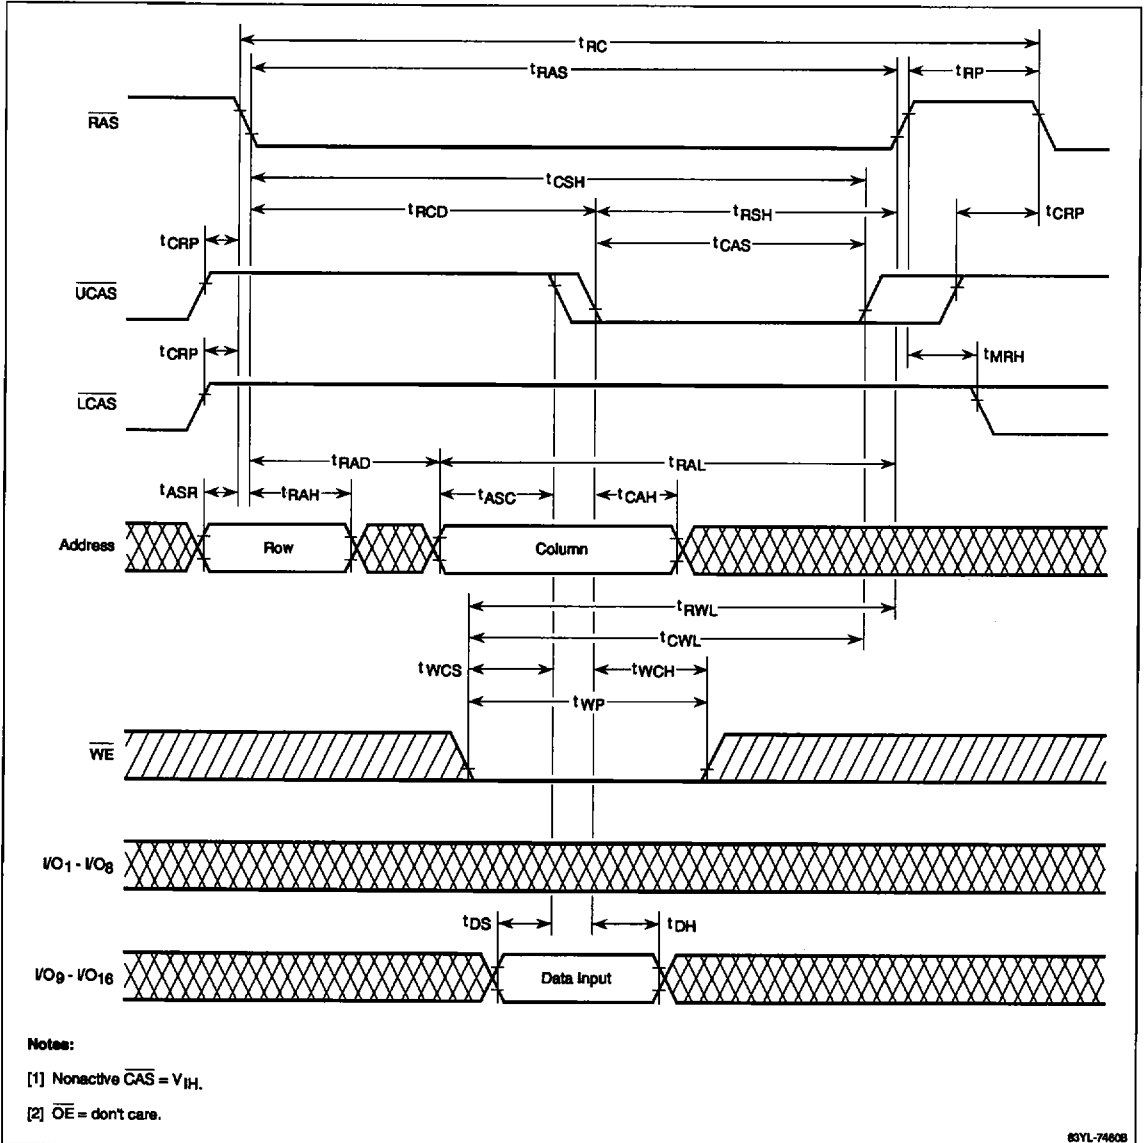 tRC
tRAS
tRP
RAS
tCSH
tRCD
tRSH
tCRP
tCRP
tCAS
UCAS
tCRP
tMRH
LCAS
tRAD
tRAL
tASR
tRAH
tASC
tCAH
Address
Row
Column
tRWL
tCWL
tWCS
tWCH
tWP
WE
I/O1 - I/O8
tDS
tDH
I/O9 - I/O16
Data Input
Notes:
[1] Nonactive CAS = VIH.
[2] OE = don't care.
83YL-7460B